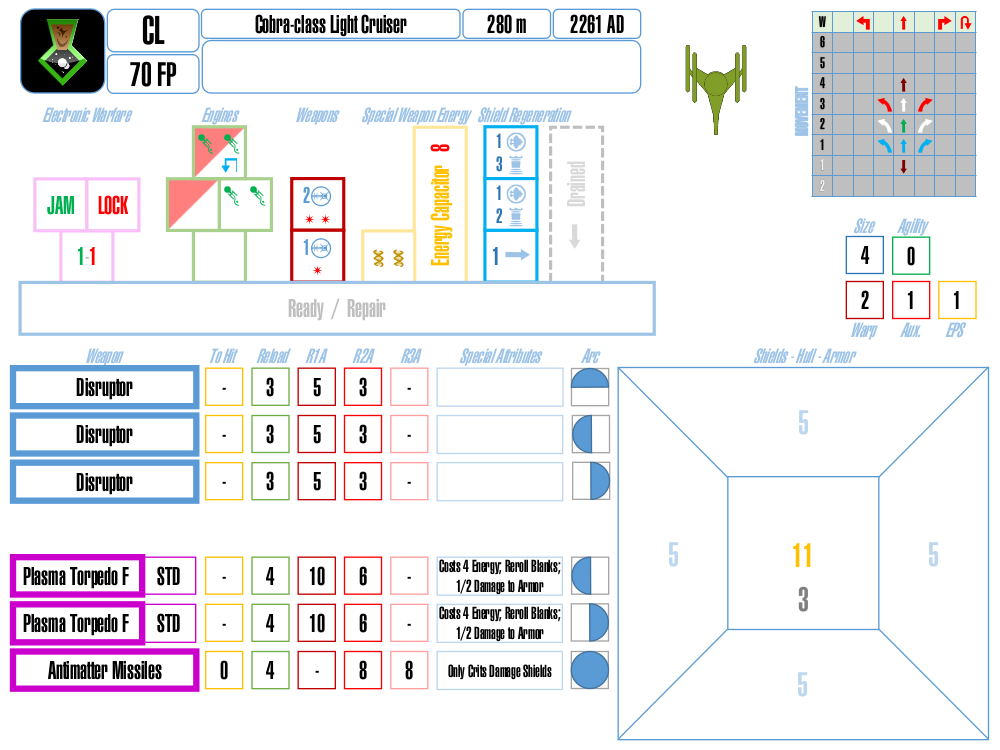 CL
Cobra-class Light Cruiser
280 m
2261 AD
70 FP
Electronic Warfare
Engines
Weapons
Special Weapon Energy
Shield Regeneration
JAM
LOCK
1-1
2
1
Energy Capacitor 8
1
3
1
2
1
Drained
Ready / Repair
MOVEMENT
W
6
5
4
3
2
1
1
2
Size
Agility
4
0
2
1
1
Warp
Aux.
EPS
Weapon
To Hit
Reload
R1A
R2A
R3A
Special Attributes
Arc
Disruptor - 3 5 3 -
Disruptor - 3 5 3 -
Disruptor - 3 5 3 -
Plasma Torpedo F STD - 4 10 6 - Costs 4 Energy; Reroll Blanks;
1/2 Damage to Armor
Plasma Torpedo F STD - 4 10 6 - Costs 4 Energy; Reroll Blanks;
1/2 Damage to Armor
Antimatter Missiles 0 4 - 8 8 Only Crits Damage Shields
Shields - Hull - Armor
5
5
11
5
3
5